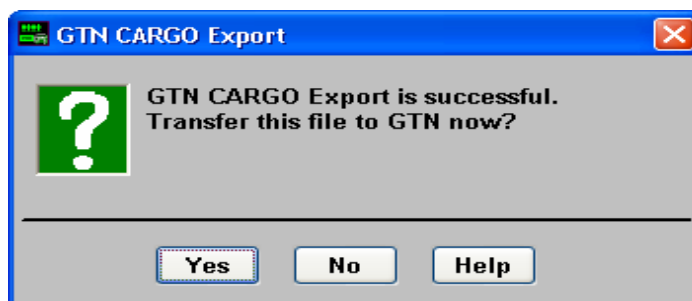 GTN CARGO Export
GTN CARGO Export is successful.
Transfer this file to GTN now?
Yes No Help